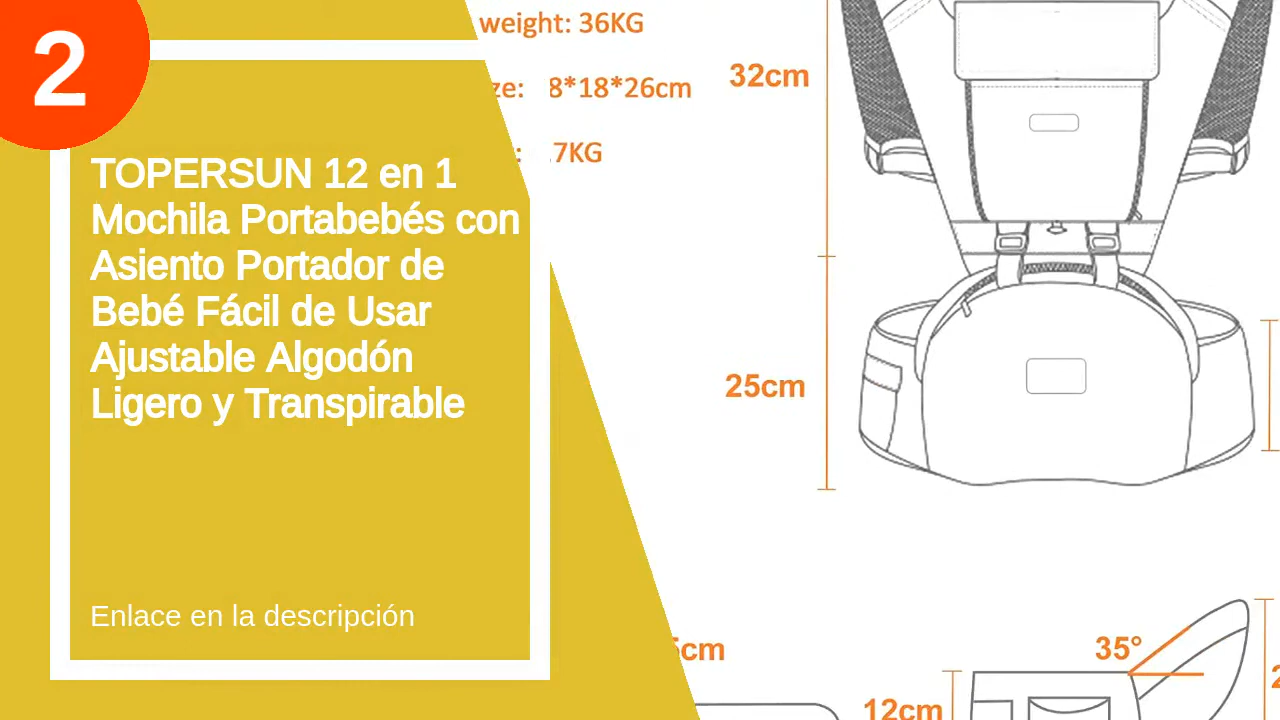 2
TOPERSUN 12 en 1
Mochila Portabebés con
Asiento Portador de
Bebé Fácil de Usar
Ajustable Algodón
Ligero y Transpirable
Enlace en la descripción
weight: 36KG
8*18*26cm
7KG
32cm
25cm
35°
12cm